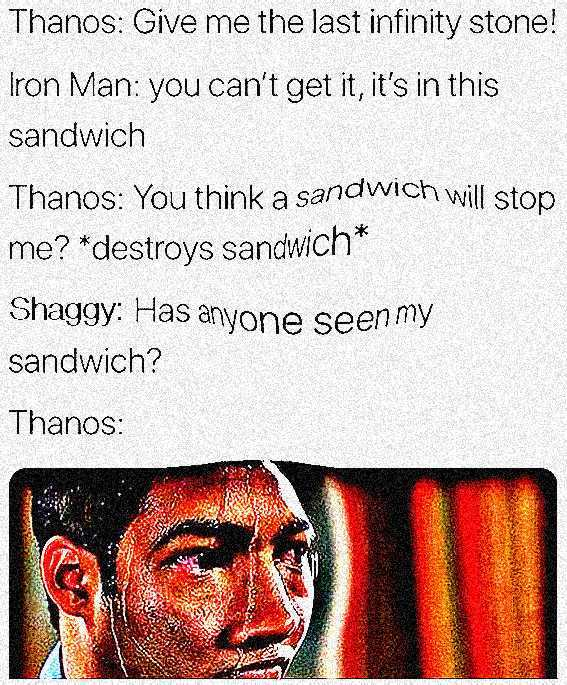 Thanos: Give me the last infinity stone!
Iron Man: you can't get it, it's in this
sandwich
Thanos: You think a sandwich will stop
me? *destroys sandwich*
Shaggy: Has anyone seen my
sandwich?
Thanos: